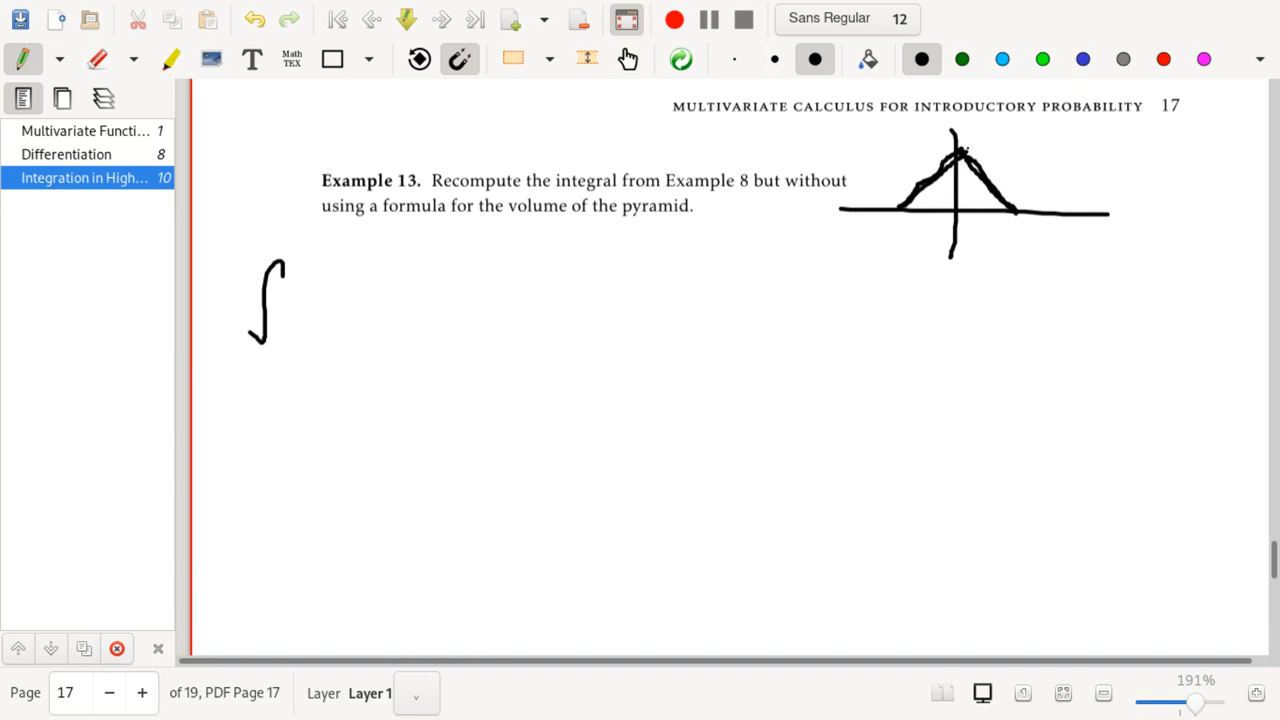 Sans Regular 12
T Math TEX
Multivariate Functi... 1
Differentiation 8
Integration in High... 10
MULTIVARIATE CALCULUS FOR INTRODUCTORY PROBABILITY 17
Example 13. Recompute the integral from Example 8 but without
using a formula for the volume of the pyramid.
∫
Page 17 of 19, PDF Page 17 Layer Layer 1 191%